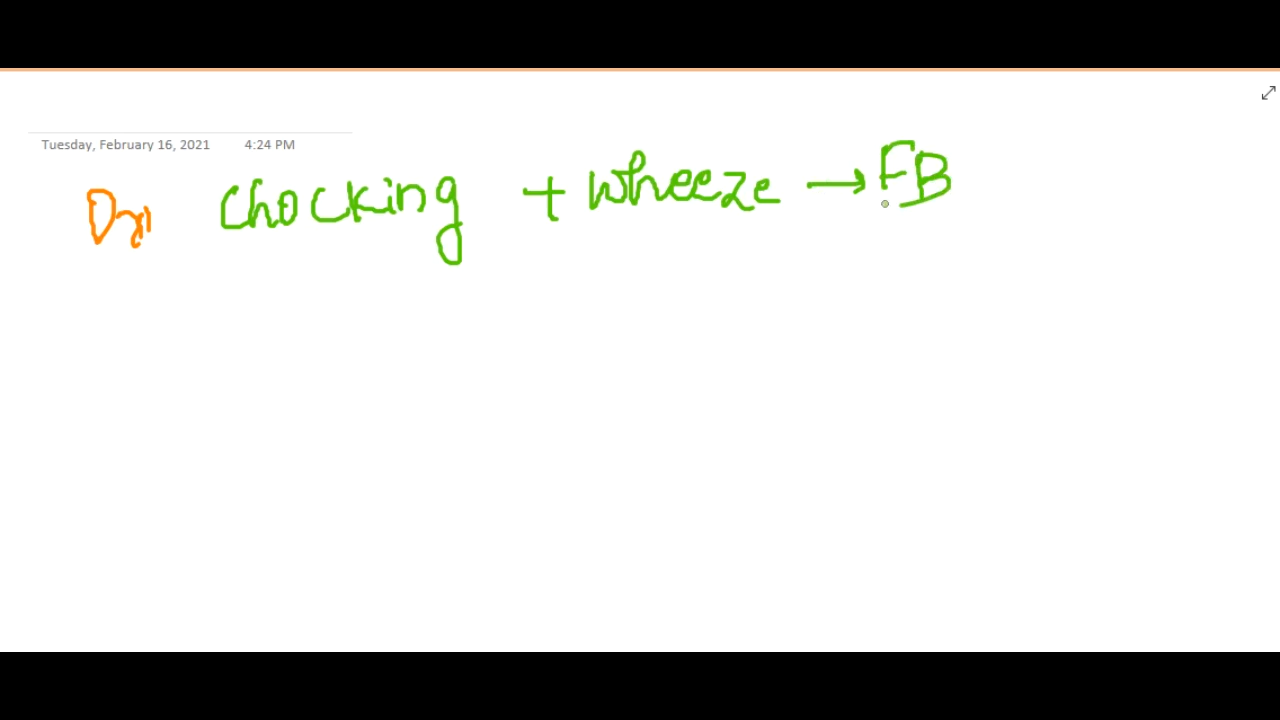 Tuesday, February 16, 2021 4:24 PM
Dx chocking + wheeze → FB